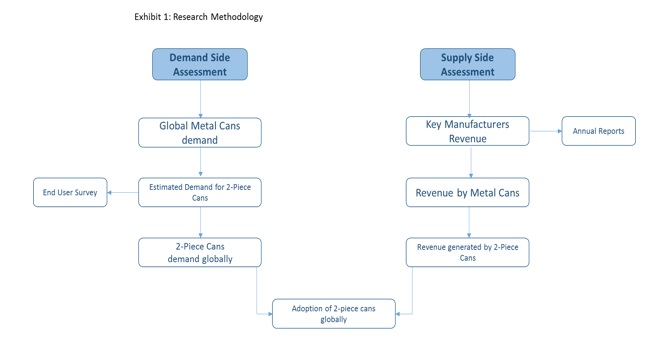 Exhibit 1: Research Methodology
Demand Side
Assessment
Supply Side
Assessment
Global Metal Cans
demand
Key Manufacturers
Revenue
Annual Reports
End User Survey
Estimated Demand for 2-Piece
Cans
Revenue by Metal Cans
2-Piece Cans
demand globally
Revenue generated by 2-Piece
Cans
Adoption of 2-piece cans
globally